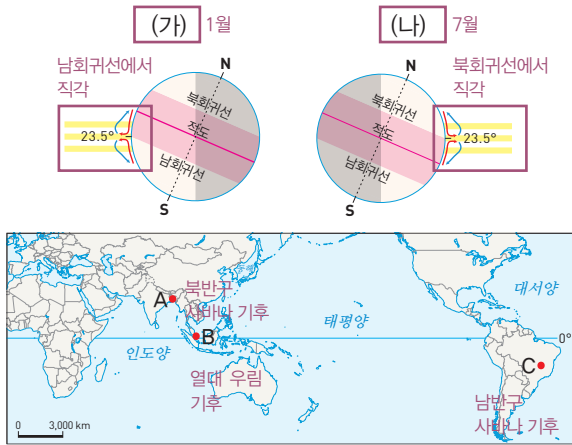 (가) 1월
(나) 7월
남회귀선에서
직각
북회귀선에서
직각
N
북회귀선
적도
남회귀선
23.5°
S
N
북회귀선
적도
남회귀선
23.5°
S
A
북반구
사바나 기후
B
열대 우림
기후
인도양
태평양
대서양
0°
C
남반구
사바나 기후
0 3,000 km